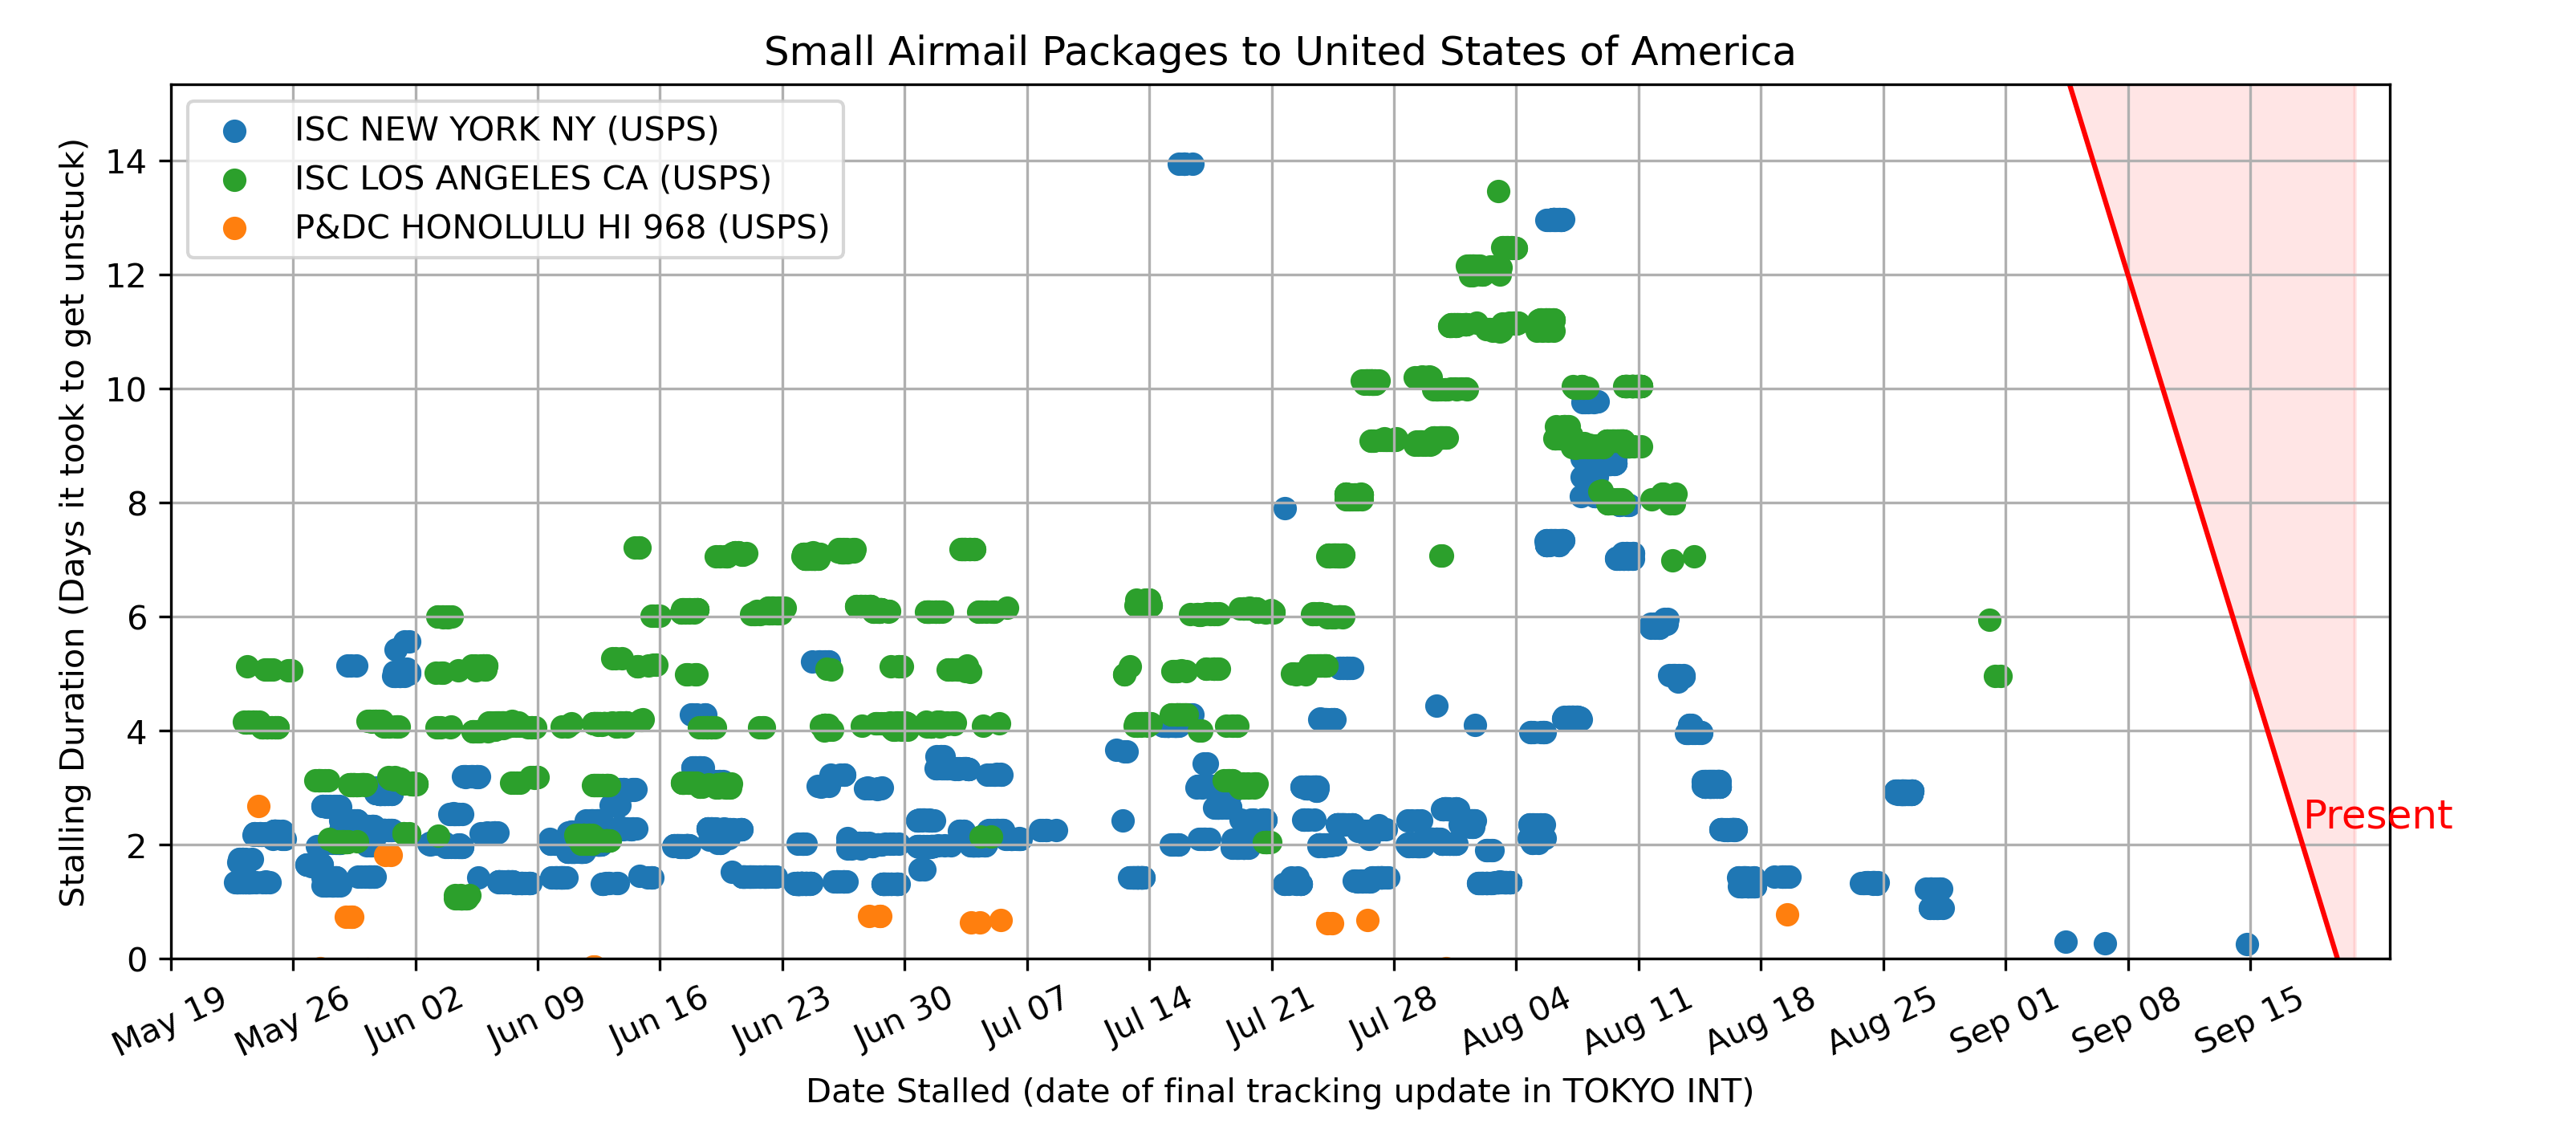 Small Airmail Packages to United States of America
ISC NEW YORK NY (USPS)
ISC LOS ANGELES CA (USPS)
P&DC HONOLULU HI 968 (USPS)
Stalling Duration (Days it took to get unstuck)
14
12
10
8
6
4
2
0
Present
May 19
May 26
Jun 02
Jun 09
Jun 16
Jun 23
Jun 30
Jul 07
Jul 14
Jul 21
Jul 28
Aug 04
Aug 11
Aug 18
Aug 25
Sep 01
Sep 08
Sep 15
Date Stalled (date of final tracking update in TOKYO INT)